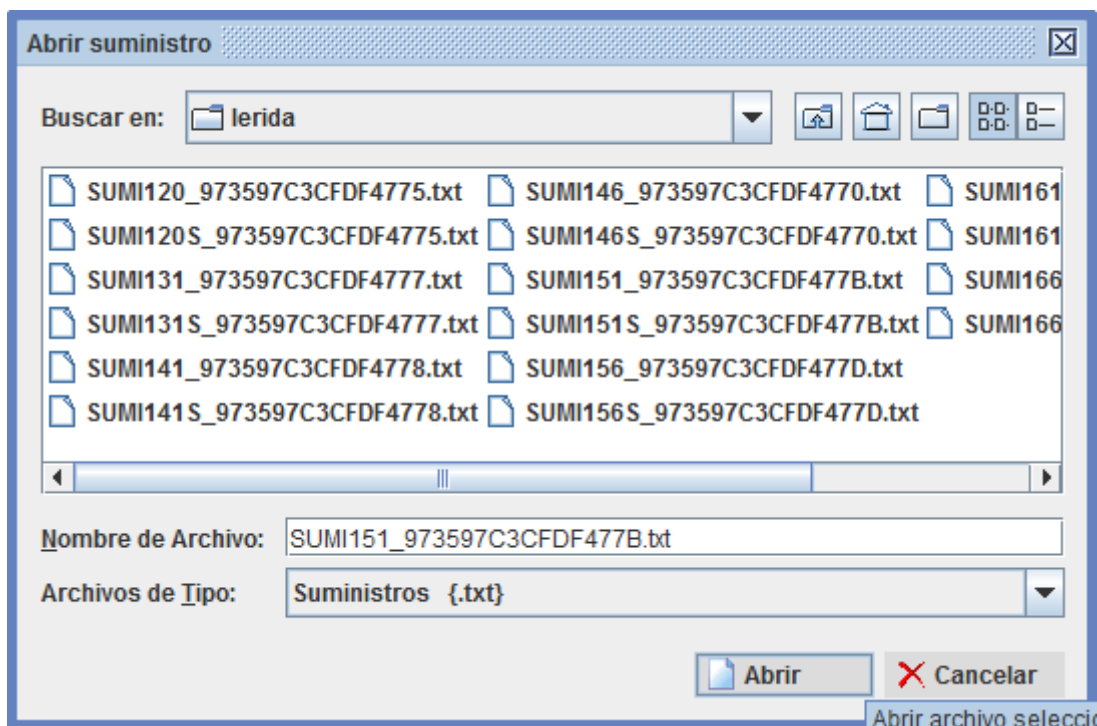 Abrir suministro
Buscar en: lerida
SUMI120_973597C3CFDF4775.txt SUMI146_973597C3CFDF4770.txt SUMI161
SUMI120S_973597C3CFDF4775.txt SUMI146S_973597C3CFDF4770.txt SUMI161
SUMI131_973597C3CFDF4777.txt SUMI151_973597C3CFDF477B.txt SUMI166
SUMI131S_973597C3CFDF4777.txt SUMI151S_973597C3CFDF477B.txt SUMI166
SUMI141_973597C3CFDF4778.txt SUMI156_973597C3CFDF477D.txt
SUMI141S_973597C3CFDF4778.txt SUMI156S_973597C3CFDF477D.txt
Nombre de Archivo: SUMI151_973597C3CFDF477B.txt
Archivos de Tipo: Suministros {.txt}
Abrir Cancelar
Abrir archivo selecci